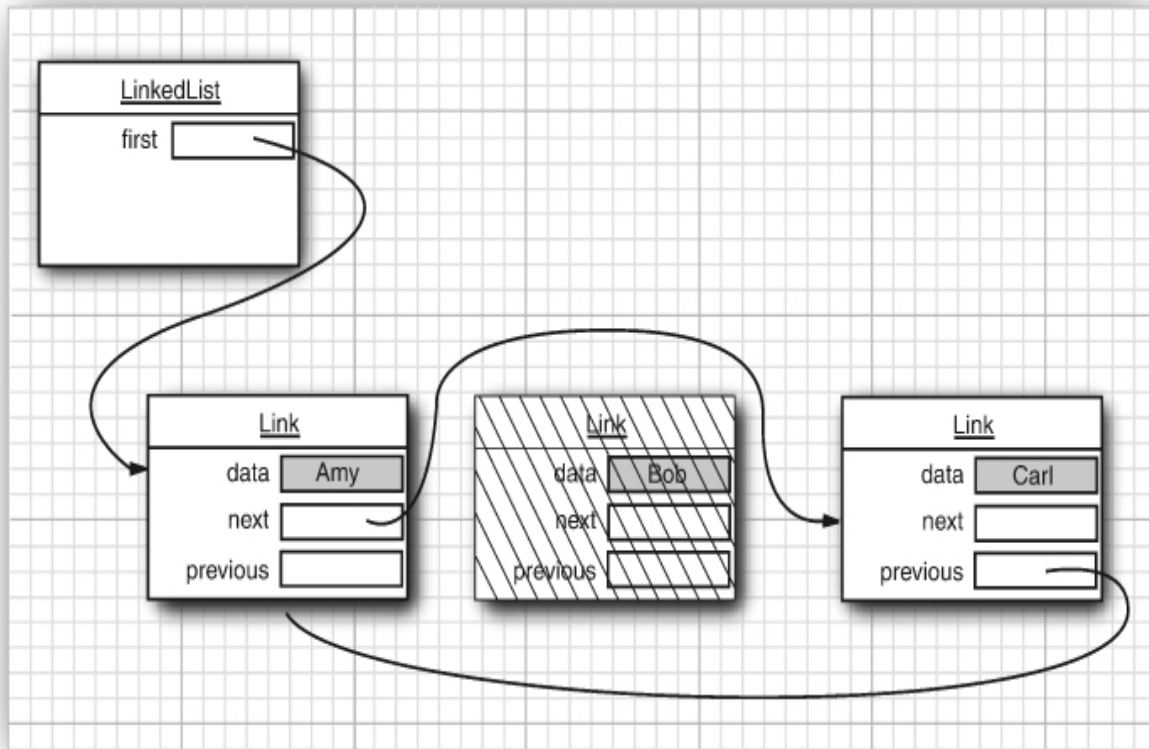 LinkedList
first
Link
data Amy
next
previous
Link
data Bob
next
previous
Link
data Carl
next
previous